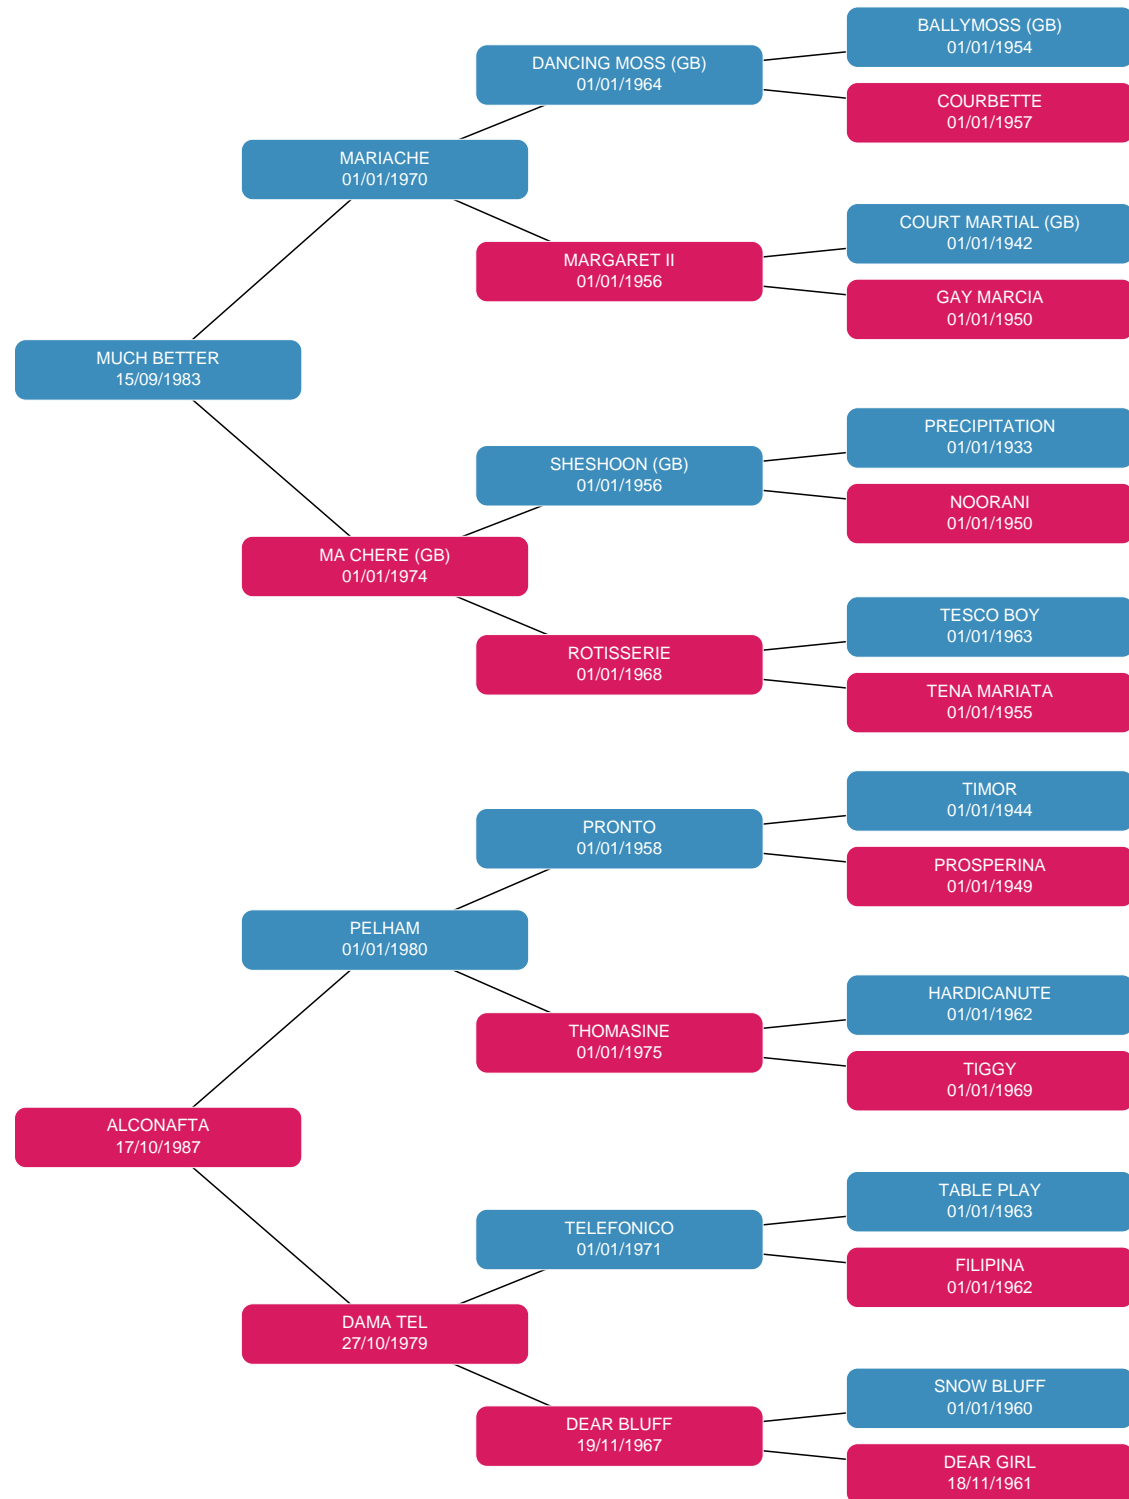 BALLYMOSS (GB)
01/01/1954
DANCING MOSS (GB)
01/01/1964
COURBETTE
01/01/1957
MARIACHE
01/01/1970
COURT MARTIAL (GB)
01/01/1942
MARGARET II
01/01/1956
GAY MARCIA
01/01/1950
MUCH BETTER
15/09/1983
PRECIPITATION
01/01/1933
SHESHOON (GB)
01/01/1956
NOORANI
01/01/1950
MA CHERE (GB)
01/01/1974
TESCO BOY
01/01/1963
ROTISSERIE
01/01/1968
TENA MARIATA
01/01/1955
TIMOR
01/01/1944
PRONTO
01/01/1958
PROSPERINA
01/01/1949
PELHAM
01/01/1980
HARDICANUTE
01/01/1962
THOMASINE
01/01/1975
TIGGY
01/01/1969
ALCONAFTA
17/10/1987
TABLE PLAY
01/01/1963
TELEFONICO
01/01/1971
FILIPINA
01/01/1962
DAMA TEL
27/10/1979
SNOW BLUFF
01/01/1960
DEAR BLUFF
19/11/1967
DEAR GIRL
18/11/1961